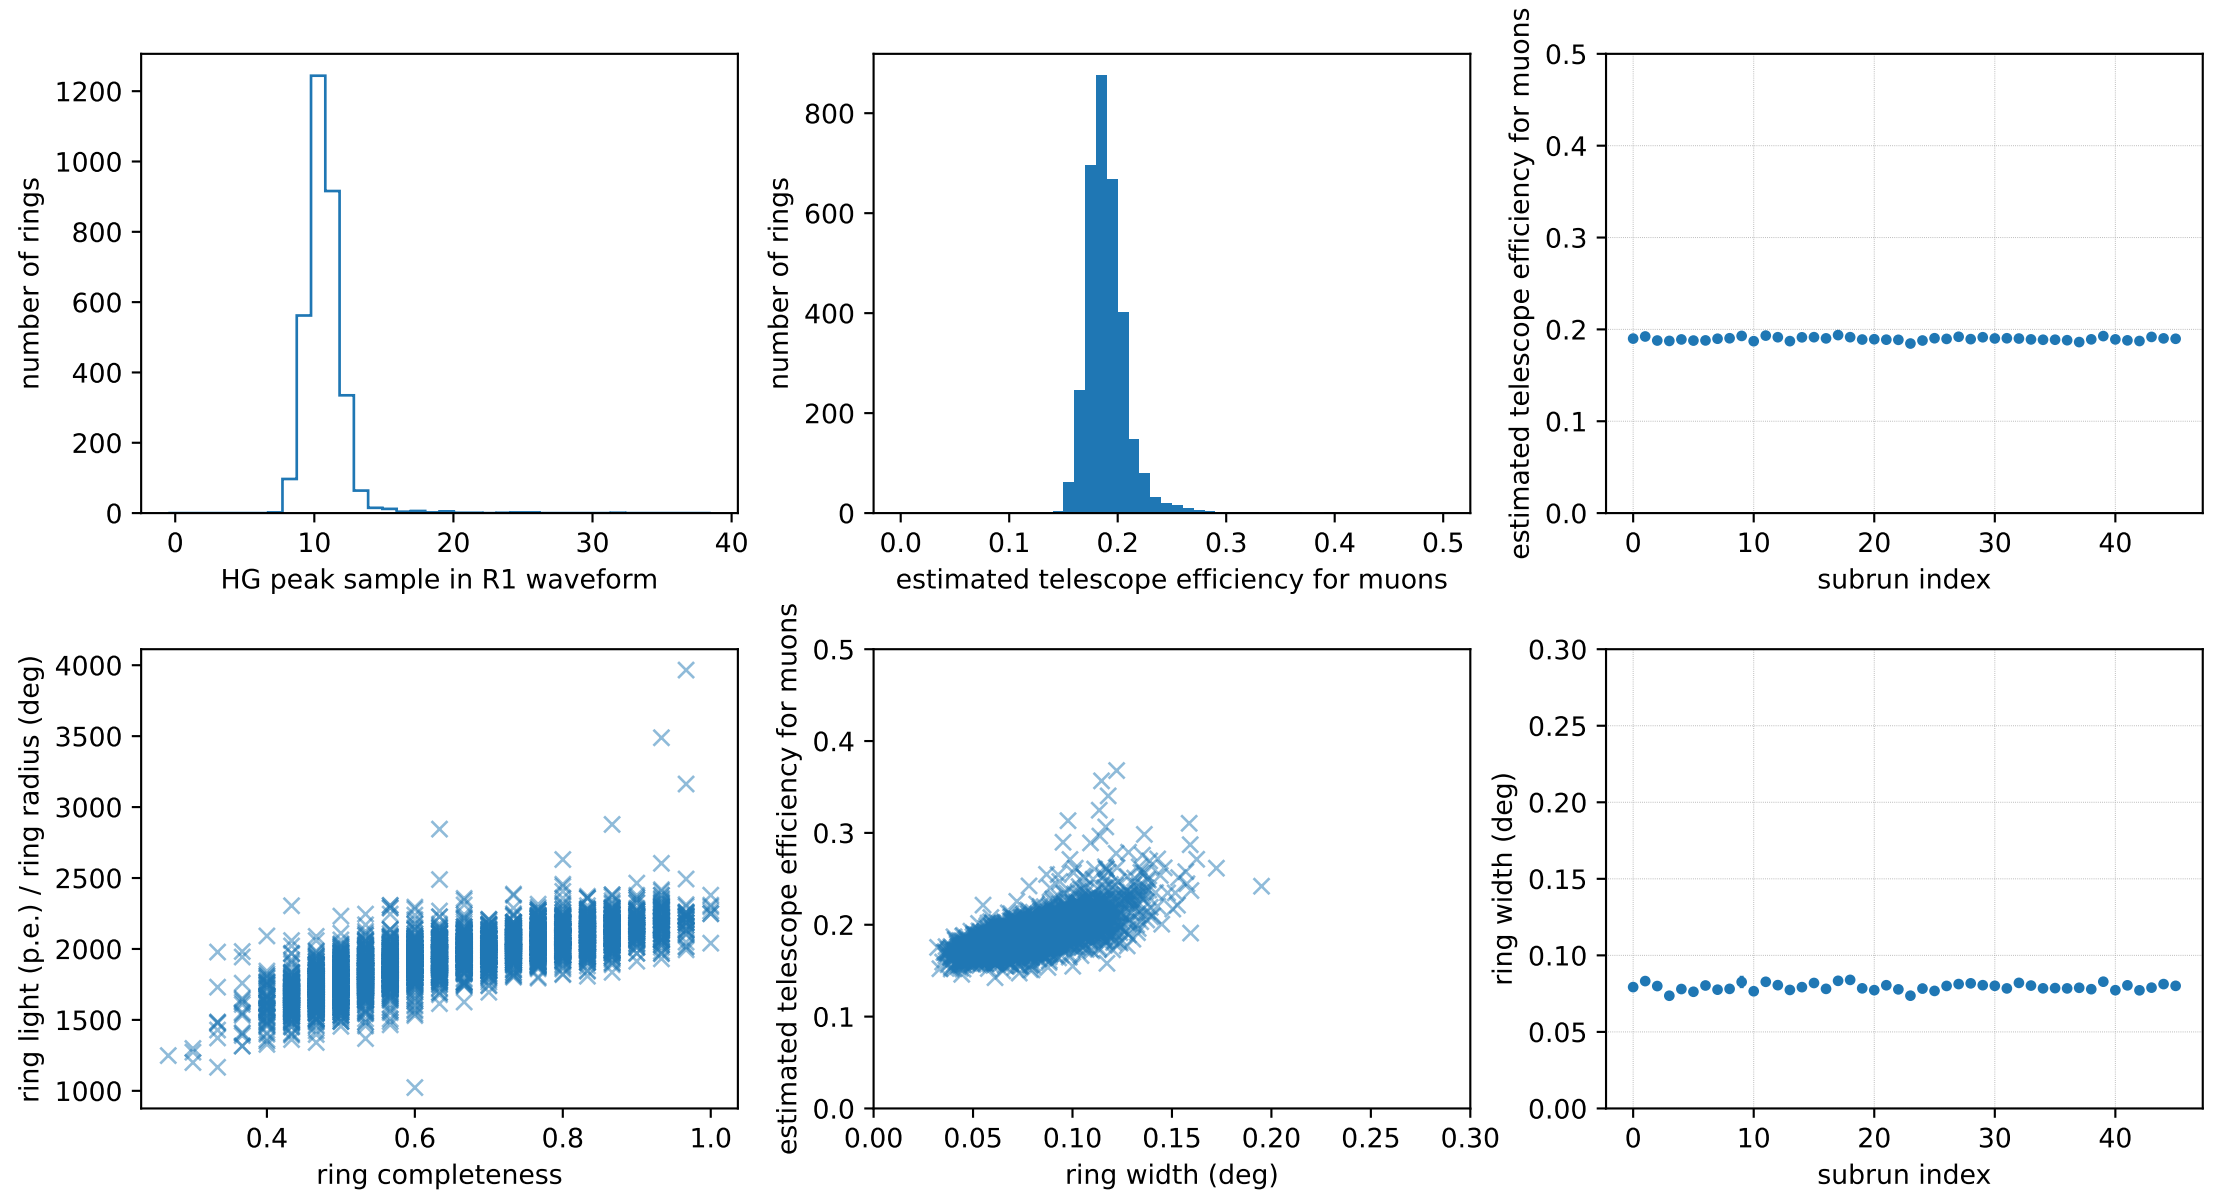 1200
1000
800
600
400
200
0
number of rings
0 10 20 30 40
HG peak sample in R1 waveform
800
600
400
200
0
number of rings
0.0 0.1 0.2 0.3 0.4 0.5
estimated telescope efficiency for muons
0.5
0.4
0.3
0.2
0.1
0.0
estimated telescope efficiency for muons
0 10 20 30 40
subrun index
4000
3500
3000
2500
2000
1500
1000
ring light (p.e.) / ring radius (deg)
0.4 0.6 0.8 1.0
ring completeness
0.5
0.4
0.3
0.2
0.1
0.0
estimated telescope efficiency for muons
0.00 0.05 0.10 0.15 0.20 0.25 0.30
ring width (deg)
0.30
0.25
0.20
0.15
0.10
0.05
0.00
ring width (deg)
0 10 20 30 40
subrun index